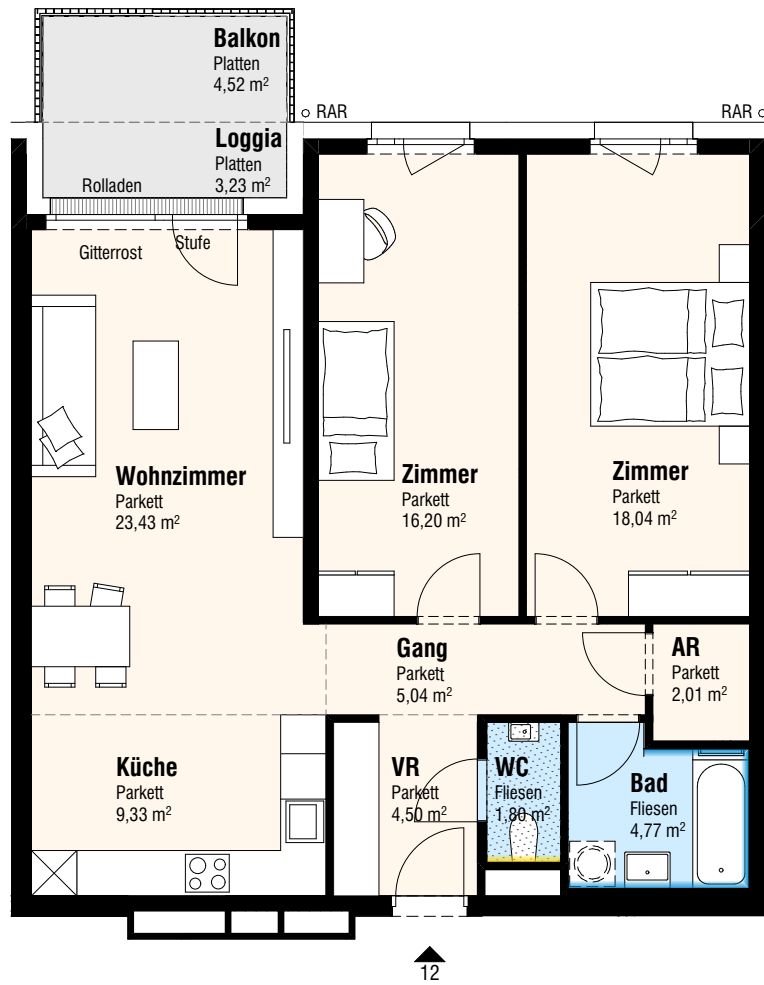 Balkon
Platten
4,52 m²
RAR
RAR
Loggia
Platten
3,23 m²
Rolladen
Gitterrost
Stufe
Wohnzimmer
Parkett
23,43 m²
Zimmer
Parkett
16,20 m²
Zimmer
Parkett
18,04 m²
Gang
Parkett
5,04 m²
AR
Parkett
2,01 m²
Küche
Parkett
9,33 m²
VR
Parkett
4,50 m²
WC
Fliesen
1,80 m²
Bad
Fliesen
4,77 m²
12